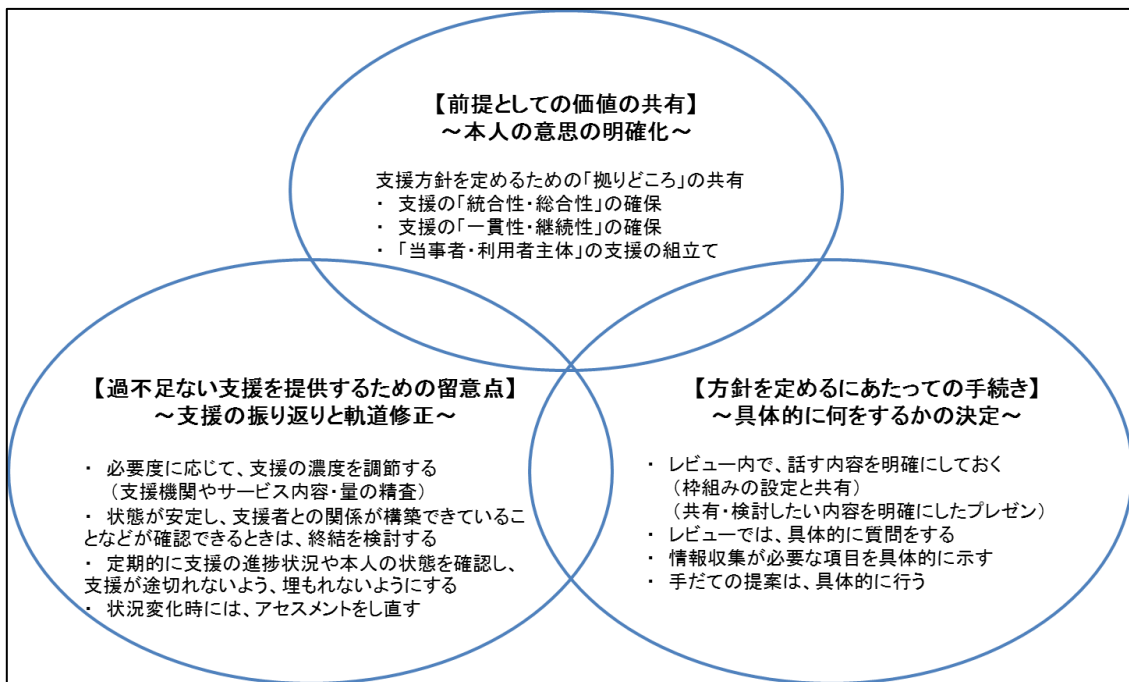 【前提としての価値の共有】
～本人の意思の明確化～
支援方針を定めるための「拠りどころ」の共有
・ 支援の「統合性・総合性」の確保
・ 支援の「一貫性・継続性」の確保
・ 「当事者・利用者主体」の支援の組立て
【過不足ない支援を提供するための留意点】
～支援の振り返りと軌道修正～
・ 必要度に応じて、支援の濃度を調節する
（支援機関やサービス内容・量の精査）
・ 状態が安定し、支援者との関係が構築できているこ
となどが確認できるときは、終結を検討する
・ 定期的に支援の進捗状況や本人の状態を確認し、
支援が途切れないよう、埋もれないようにする
・ 状況変化時には、アセスメントをし直す
【方針を定めるにあたっての手続き】
～具体的に何をするかの決定～
・ レビュー内で、話す内容を明確にしておく
（枠組みの設定と共有）
（共有・検討したい内容を明確にしたプレゼン）
・ レビューでは、具体的に質問をする
・ 情報収集が必要な項目を具体的に示す
・ 手だての提案は、具体的に行う